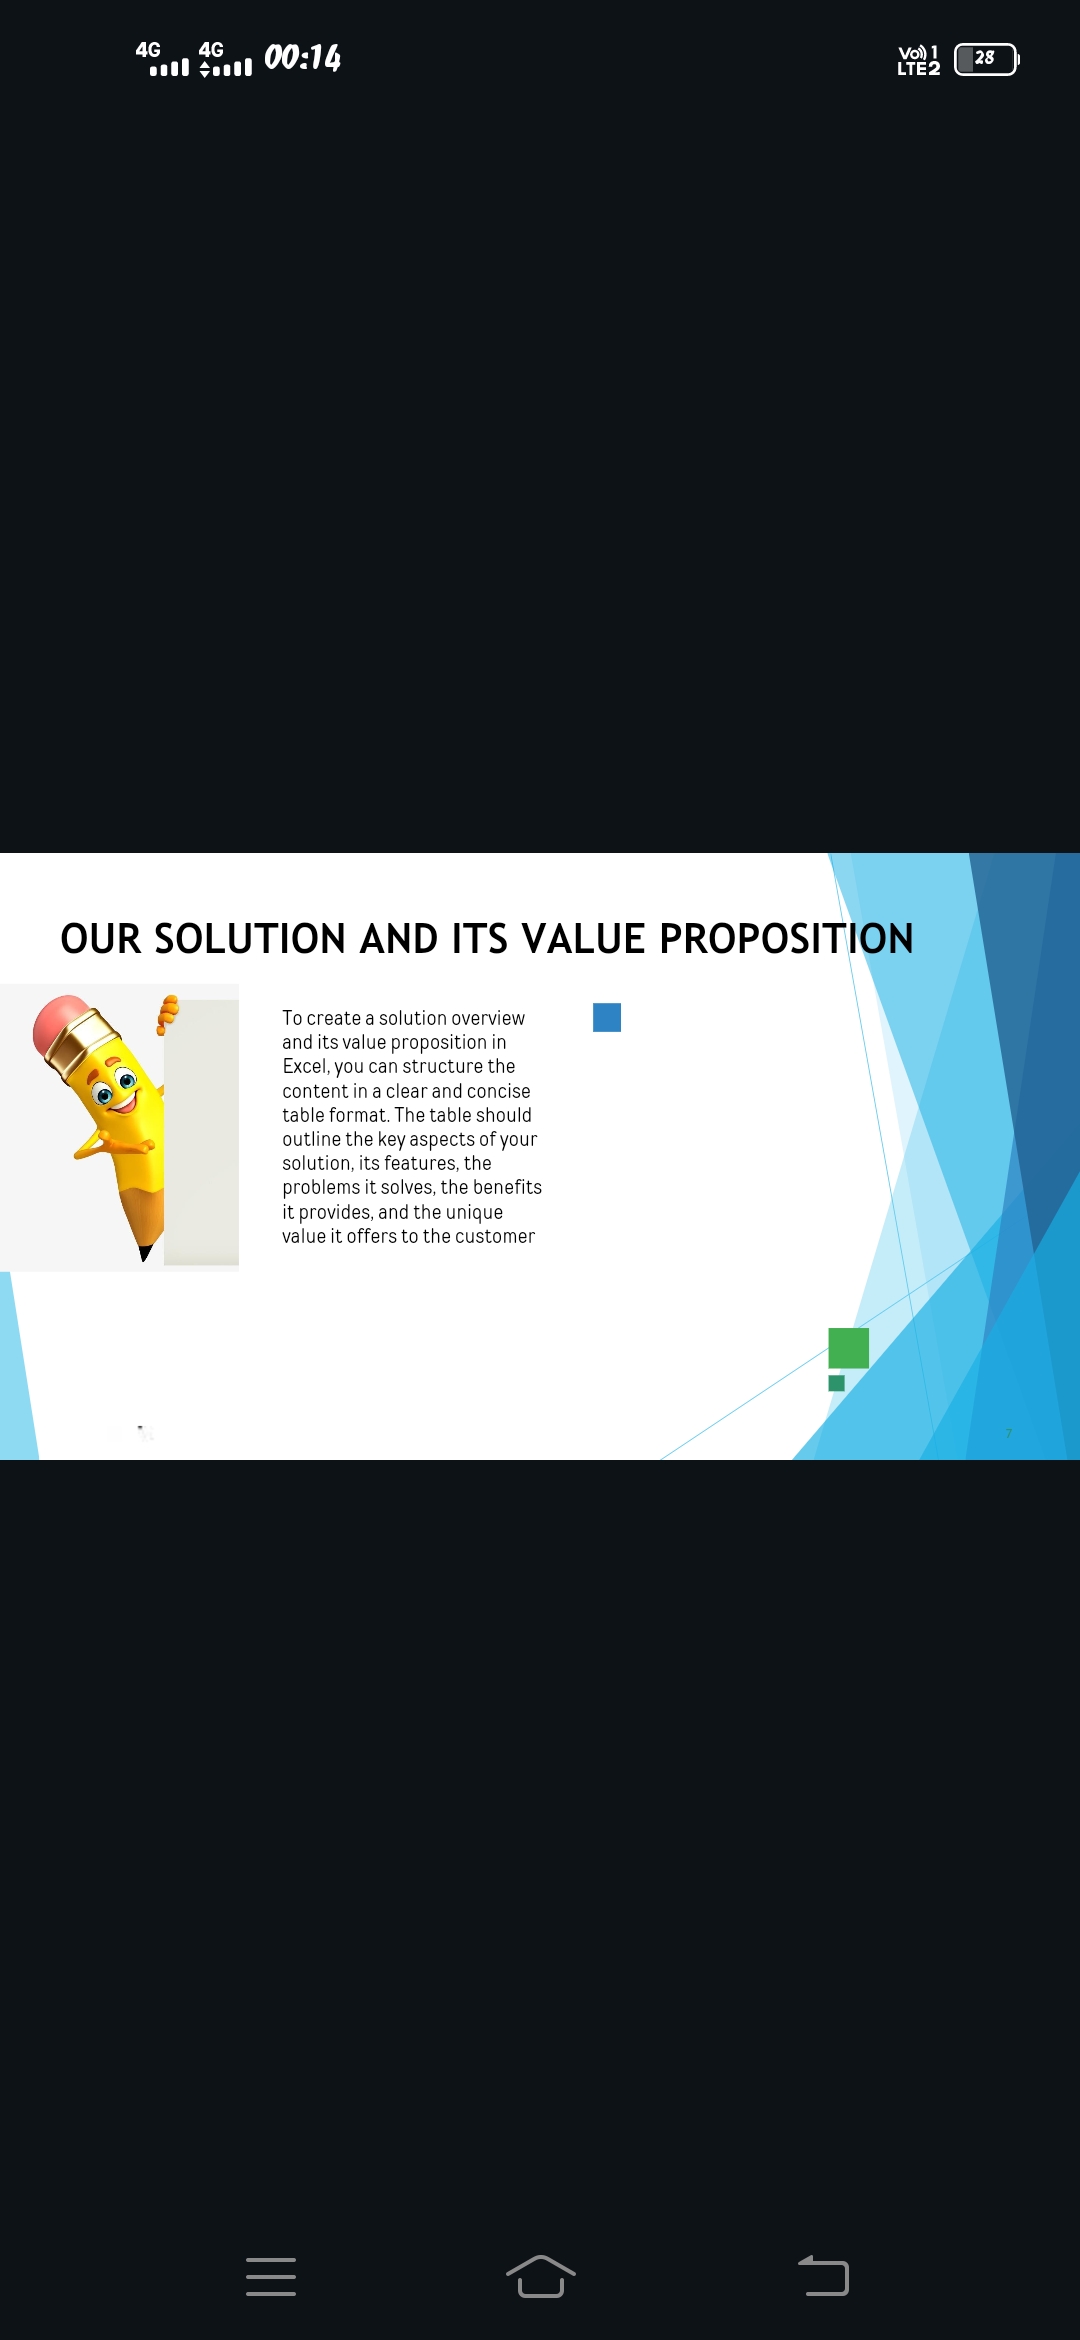 4G 4G 00:14 Vo)) 1 LTE2 28
OUR SOLUTION AND ITS VALUE PROPOSITION
To create a solution overview
and its value proposition in
Excel, you can structure the
content in a clear and concise
table format. The table should
outline the key aspects of your
solution, its features, the
problems it solves, the benefits
it provides, and the unique
value it offers to the customer
7